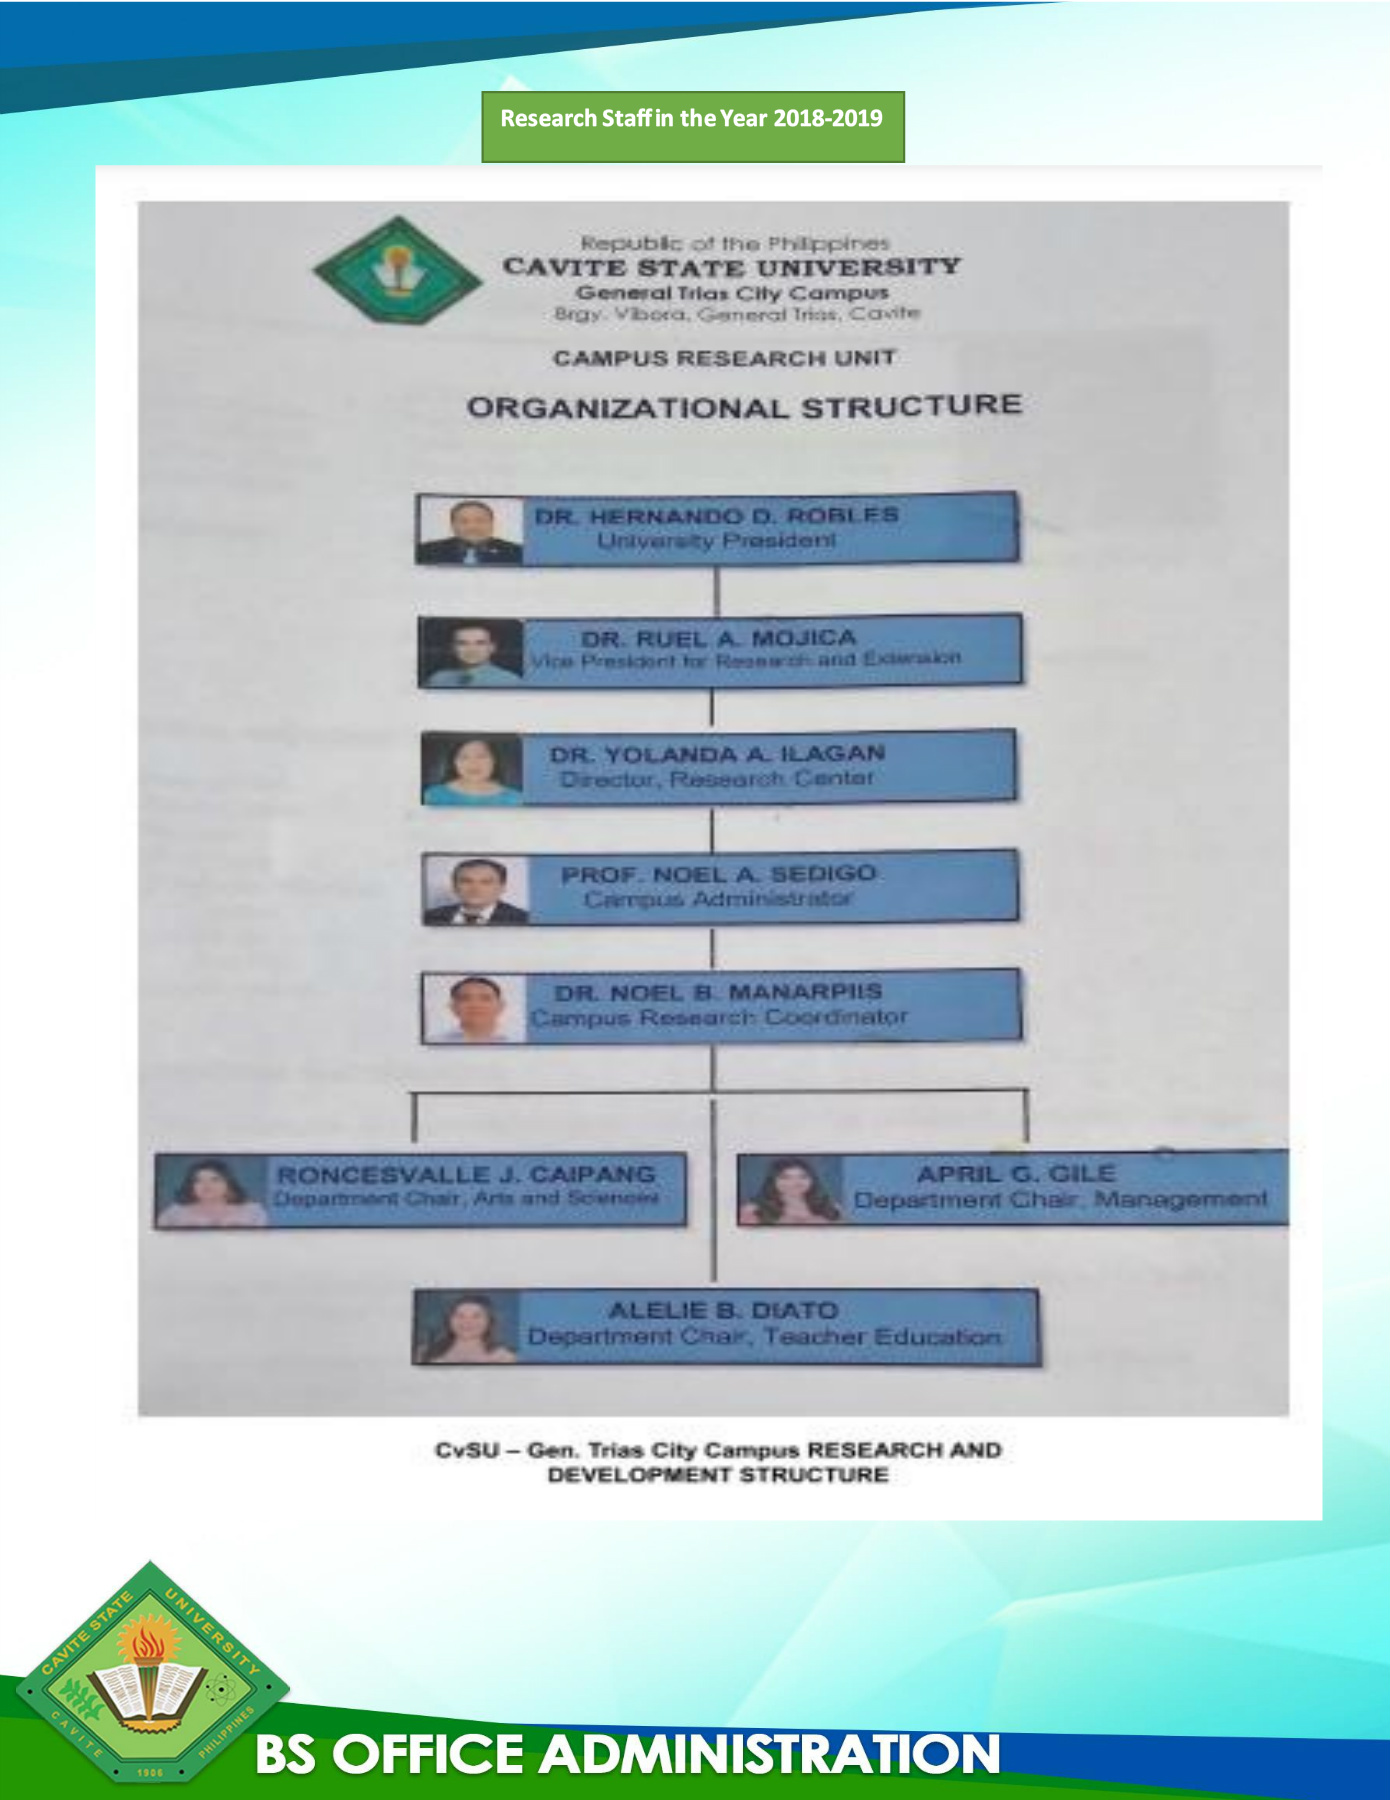 Research Staff in the Year 2018-2019
Republic of the Philippines
CAVITE STATE UNIVERSITY
General Trias City Campus
Brgy. Vibora, General Trias, Cavite
CAMPUS RESEARCH UNIT
ORGANIZATIONAL STRUCTURE
DR. HERNANDO D. ROBLES
University President
DR. RUEL A. MOJICA
Vice President for Research and Extension
DR. YOLANDA A. ILAGAN
Director, Research Center
PROF. NOEL A. SEDIGO
Campus Administrator
DR. NOEL B. MANARPIIS
Campus Research Coordinator
RONCESVALLE J. CAIPANG
Department Chair, Arts and Sciences
APRIL G. GILE
Department Chair, Management
ALELIE B. DIATO
Department Chair, Teacher Education
CvSU – Gen. Trias City Campus RESEARCH AND
DEVELOPMENT STRUCTURE
CAVITE STATE UNIVERSITY
CAVITE
1906
PHILIPPINES
BS OFFICE ADMINISTRATION